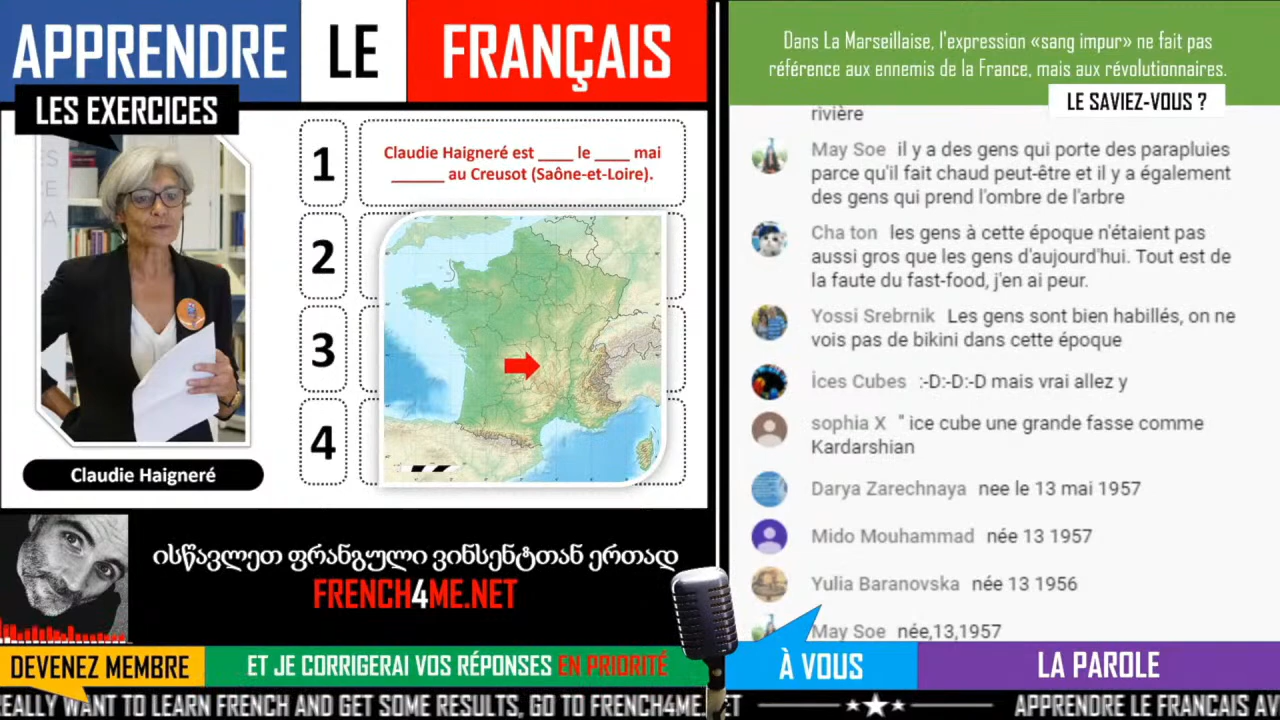 APPRENDRE LE FRANÇAIS
LES EXERCICES
1
Claudie Haigneré est ____ le ____ mai
______ au Creusot (Saône-et-Loire).
2
3
4
Claudie Haigneré
ისწავლეთ ფრანგული ვინსენტთან ერთად
FRENCH4ME.NET
DEVENEZ MEMBRE
ET JE CORRIGERAI VOS RÉPONSES EN PRIORITÉ
Dans La Marseillaise, l'expression «sang impur» ne fait pas
référence aux ennemis de la France, mais aux révolutionnaires.
LE SAVIEZ-VOUS ?
rivière
May Soe il y a des gens qui porte des parapluies
parce qu'il fait chaud peut-être et il y a également
des gens qui prend l'ombre de l'arbre
Cha ton les gens à cette époque n'étaient pas
aussi gros que les gens d'aujourd'hui. Tout est de
la faute du fast-food, j'en ai peur.
Yossi Srebrnik Les gens sont bien habillés, on ne
vois pas de bikini dans cette époque
İces Cubes :-D:-D:-D mais vrai allez y
sophia X " ice cube une grande fasse comme
Kardarshian
Darya Zarechnaya nee le 13 mai 1957
Mido Mouhammad née 13 1957
Yulia Baranovska née 13 1956
May Soe née,13,1957
À VOUS
LA PAROLE
EALLY WANT TO LEARN FRENCH AND GET SOME RESULTS, GO TO FRENCH4ME.NET
APPRENDRE LE FRANCAIS AV